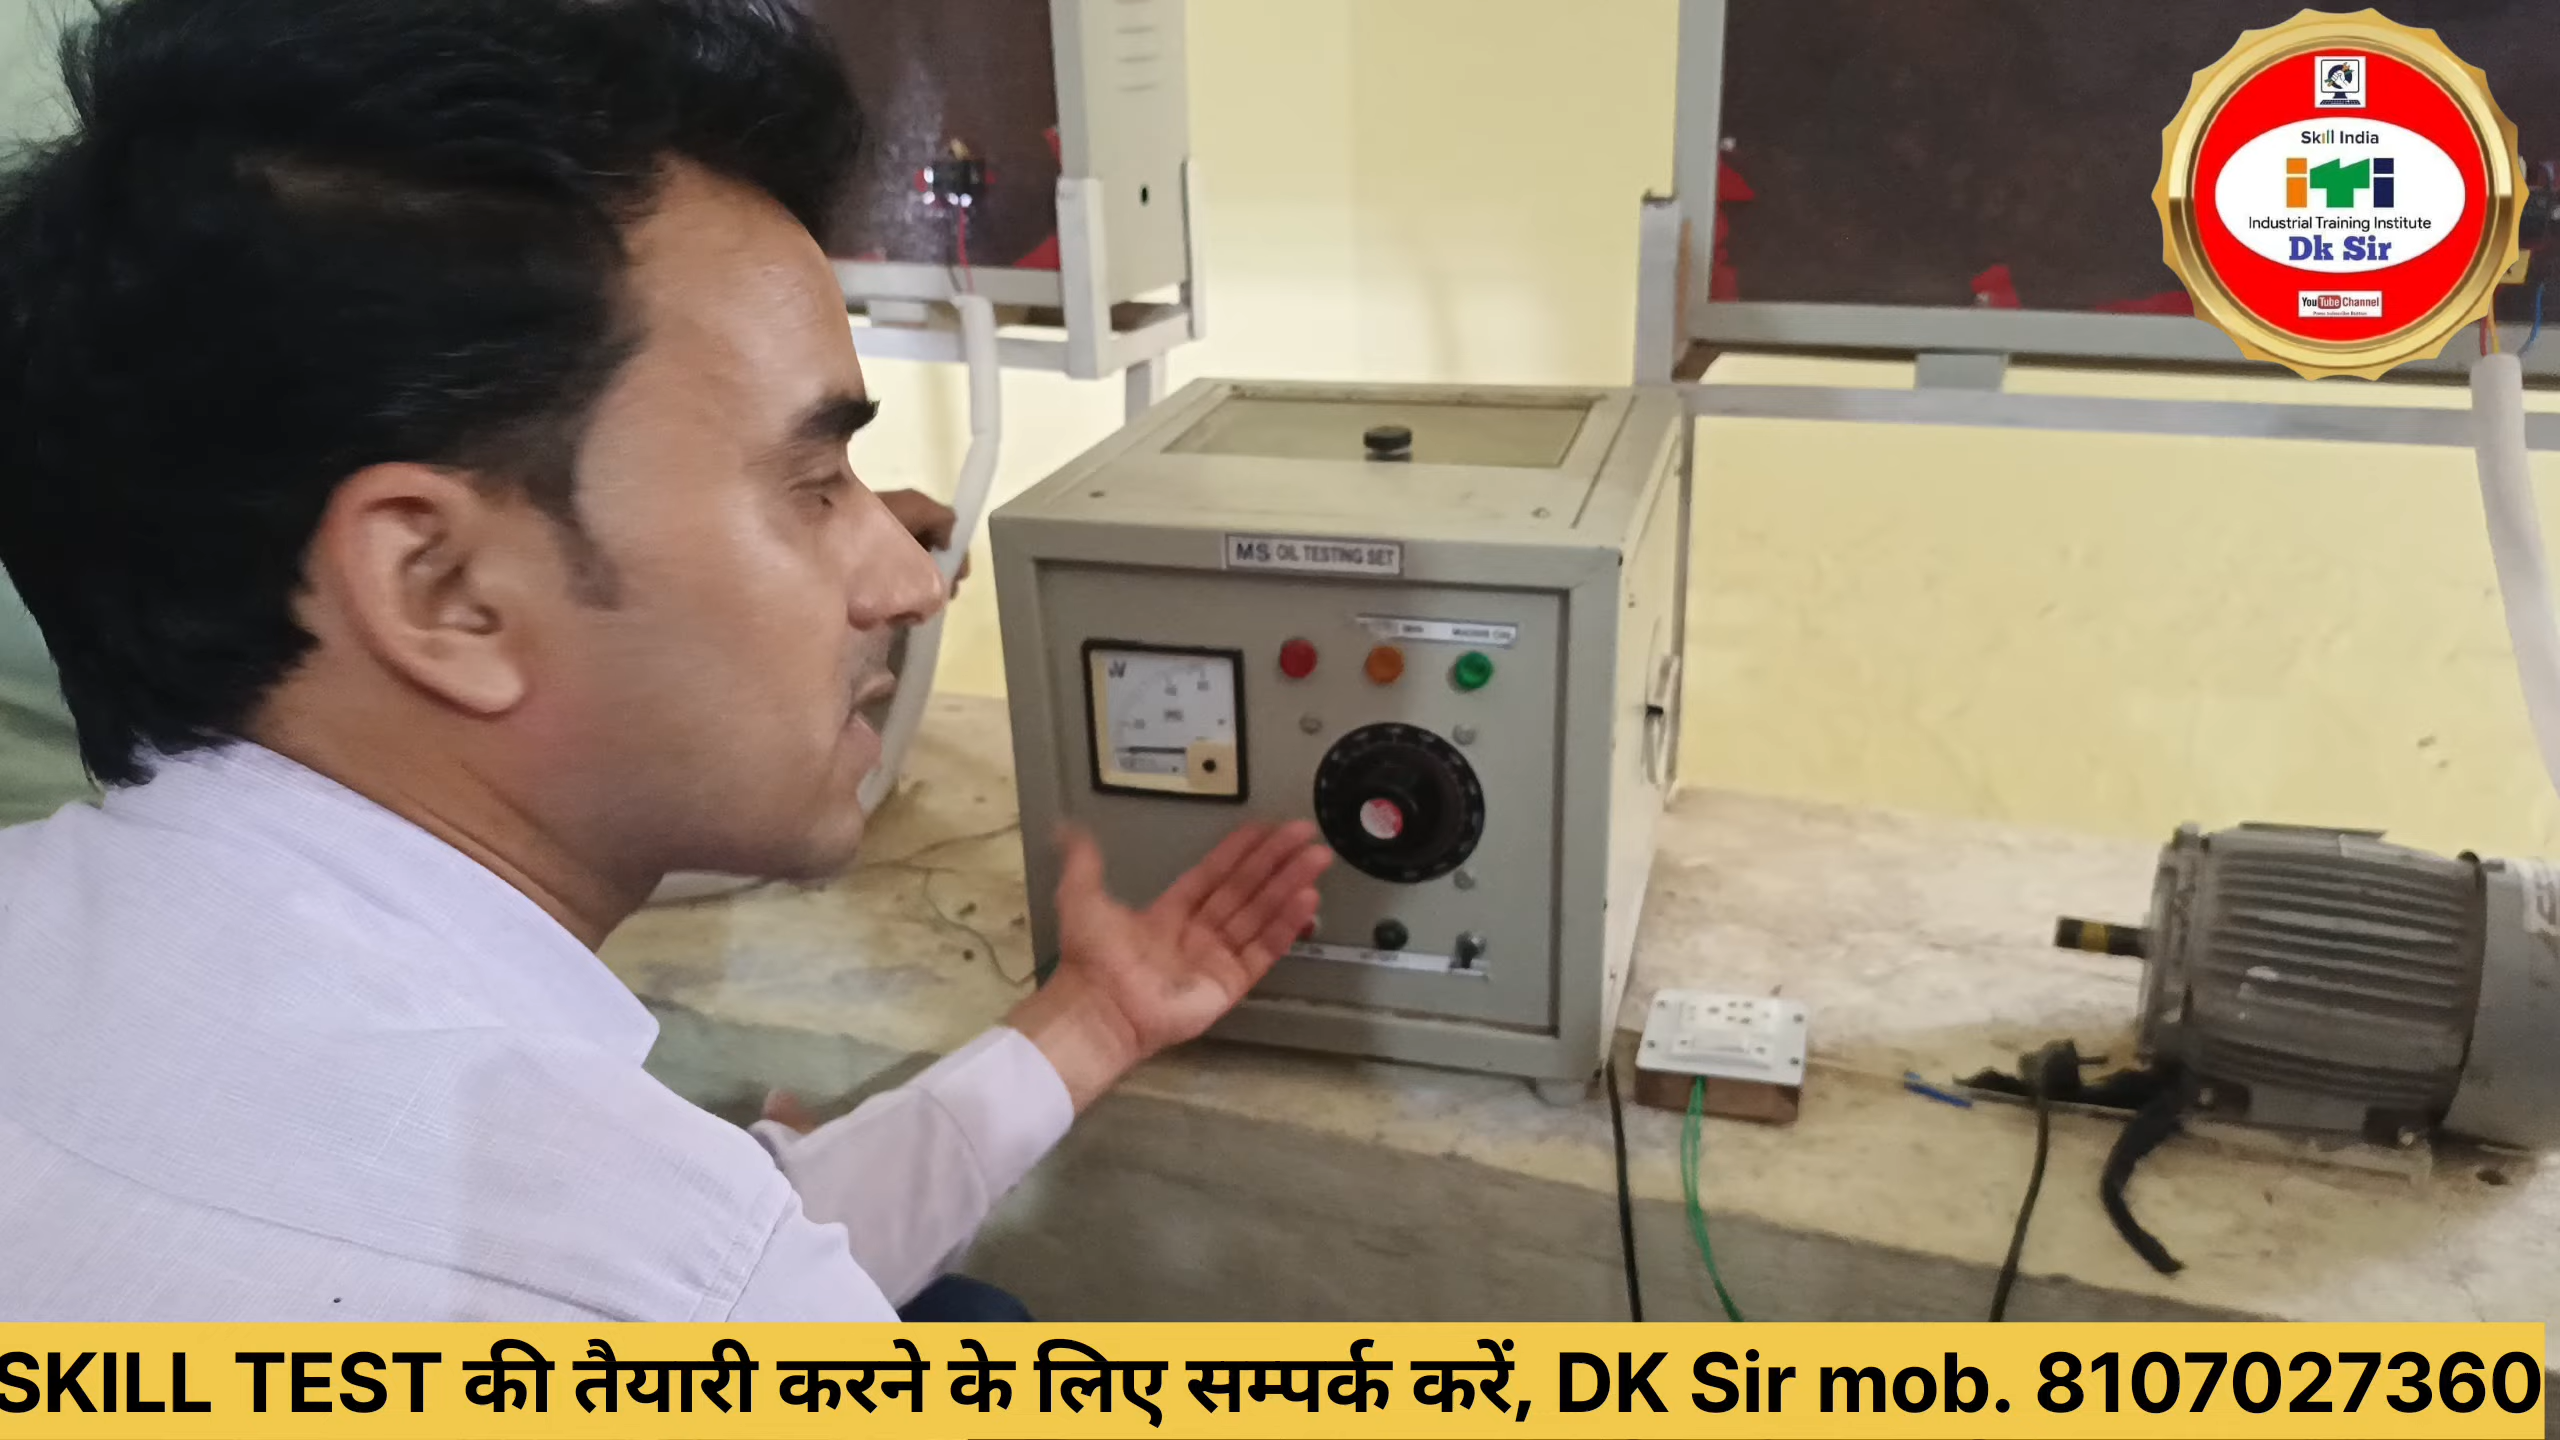 Skill India
iTi
Industrial Training Institute
Dk Sir
YouTube Channel
MS OIL TESTING SET
SKILL TEST की तैयारी करने के लिए सम्पर्क करें, DK Sir mob. 8107027360